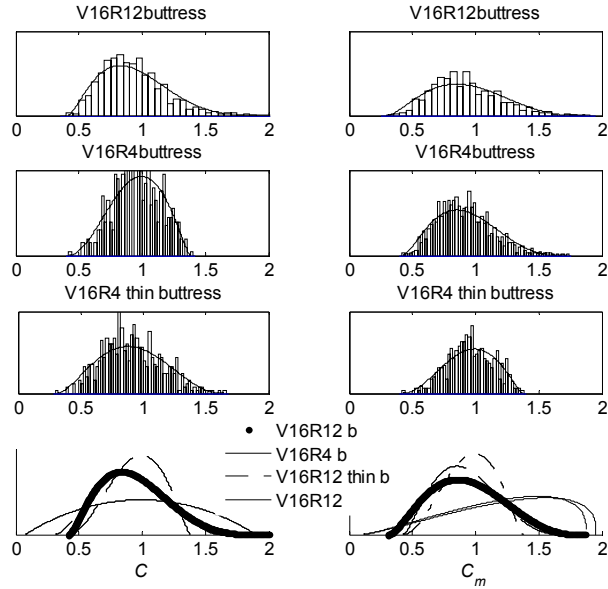 V16R12buttress V16R12buttress
0 0.5 1 1.5 2 0 0.5 1 1.5 2
V16R4buttress V16R4buttress
0 0.5 1 1.5 2 0 0.5 1 1.5 2
V16R4 thin buttress V16R4 thin buttress
0 0.5 1 1.5 2 0 0.5 1 1.5 2
V16R12 b
V16R4 b
V16R12 thin b
V16R12
0 0.5 1 1.5 2 0 0.5 1 1.5 2
C C_m